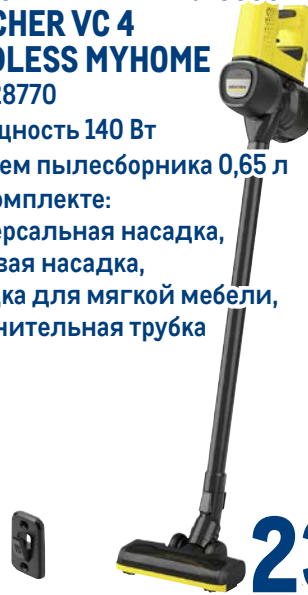 CHER VC 4
DLESS MYHOME
28770
щность 140 Вт
ем пылесборника 0,65 л
омплекте:
ерсальная насадка,
вая насадка,
дка для мягкой мебели,
нительная трубка
23